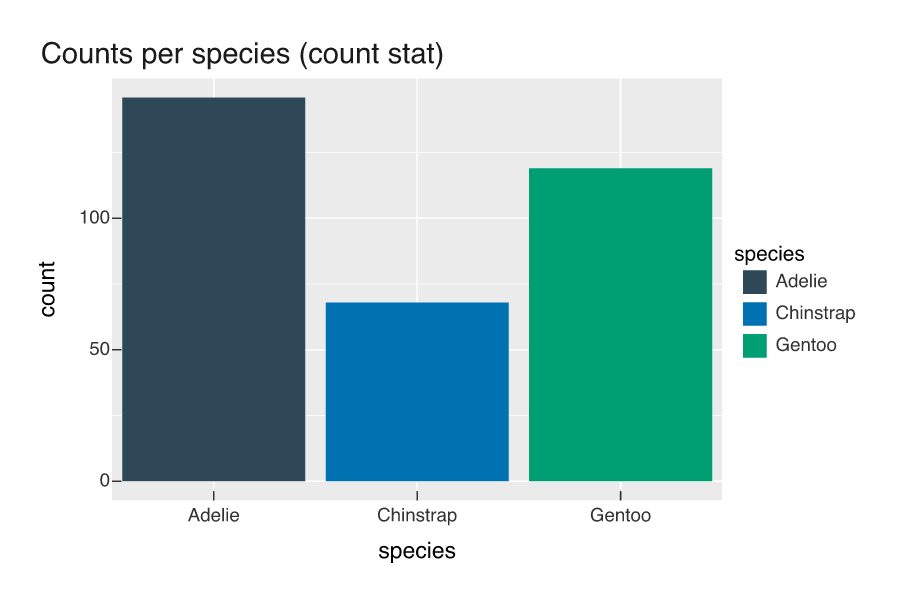 Counts per species (count stat)
count
100
50
0
Adelie
Chinstrap
Gentoo
species
species
Adelie
Chinstrap
Gentoo